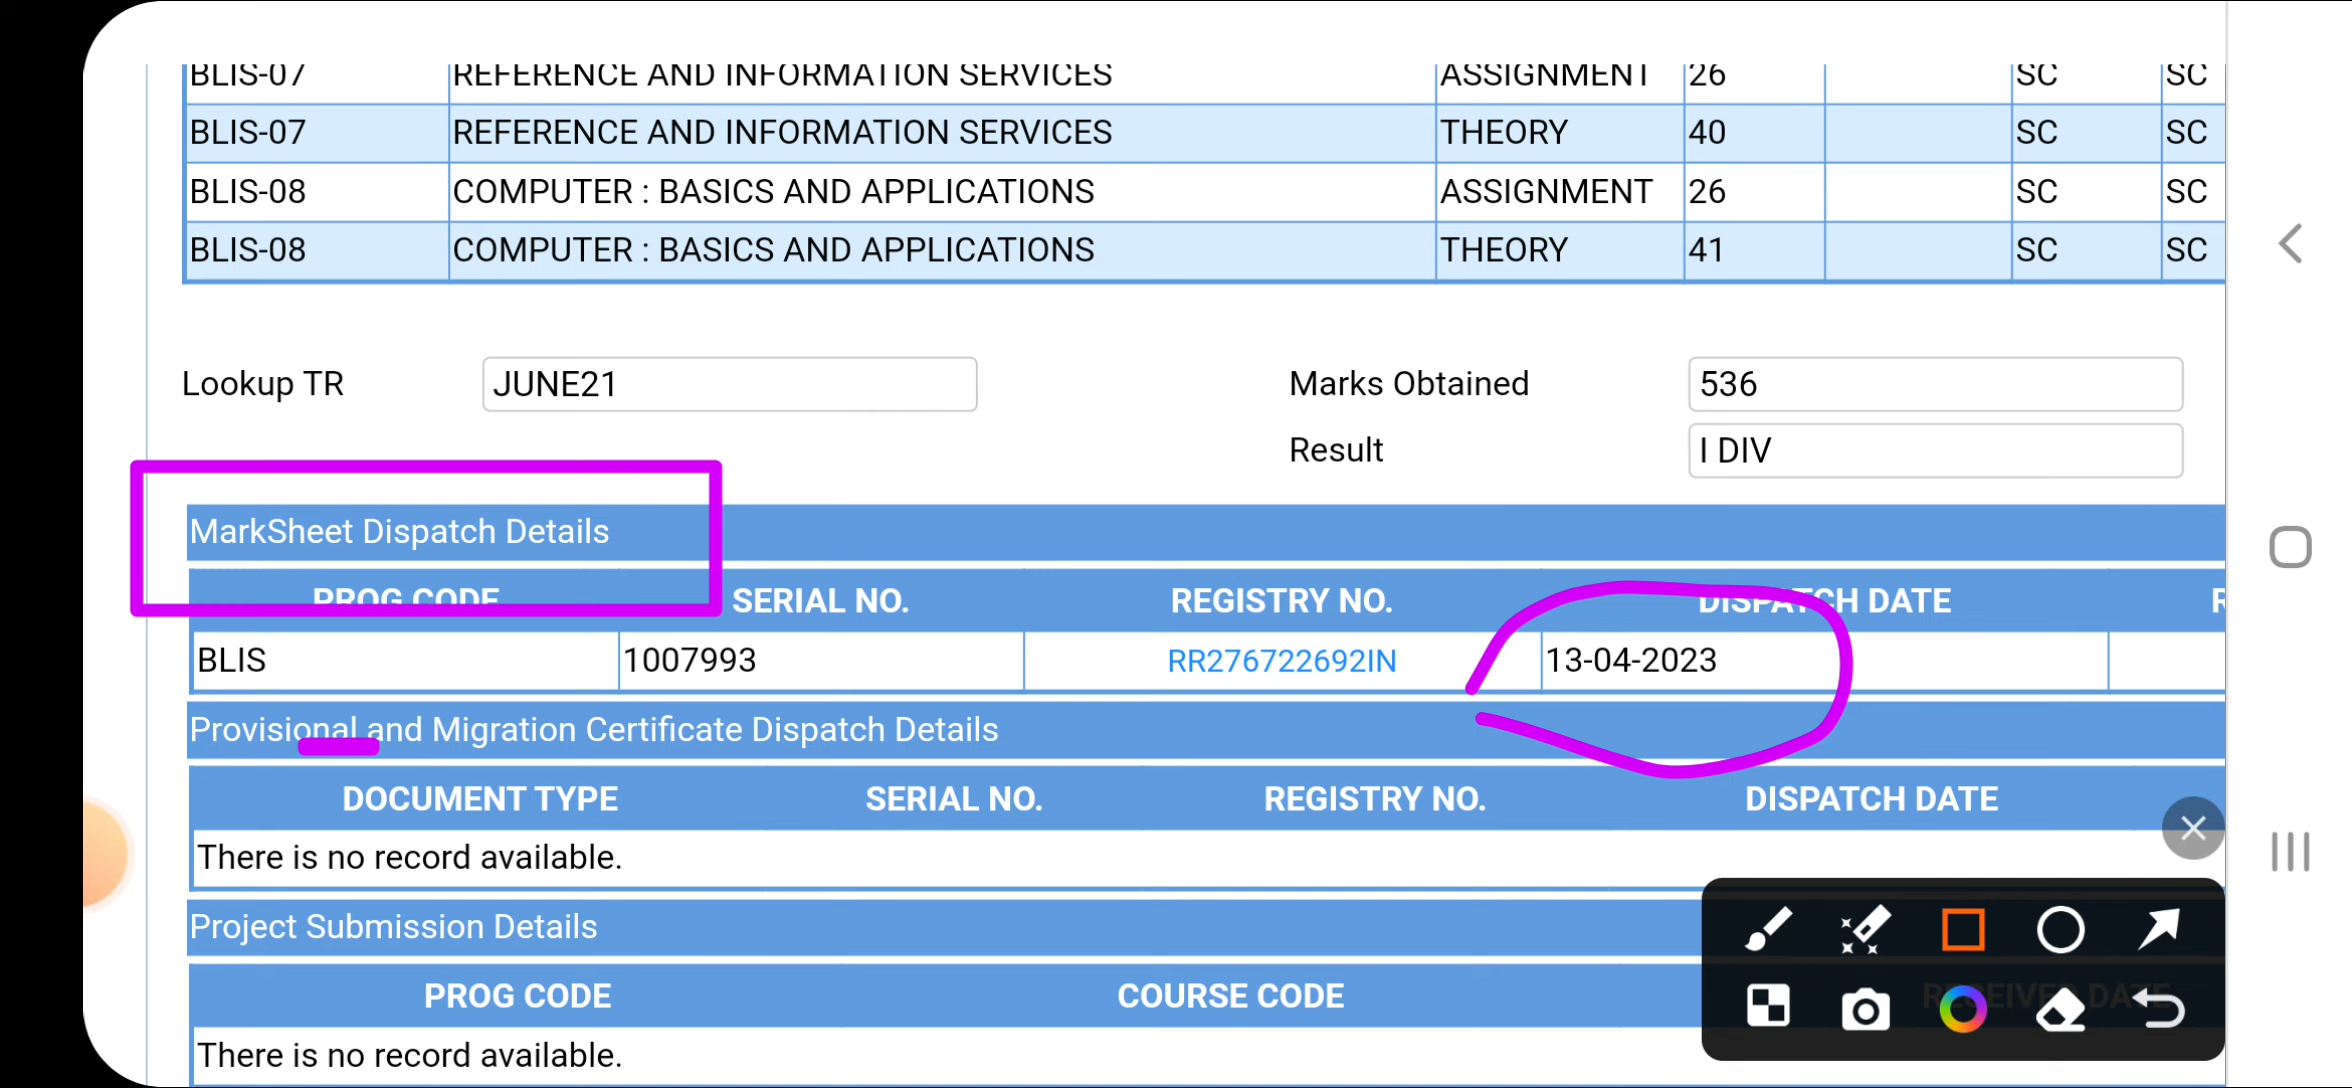 BLIS-07 REFERENCE AND INFORMATION SERVICES ASSIGNMENT 26 SC SC
BLIS-07 REFERENCE AND INFORMATION SERVICES THEORY 40 SC SC
BLIS-08 COMPUTER : BASICS AND APPLICATIONS ASSIGNMENT 26 SC SC
BLIS-08 COMPUTER : BASICS AND APPLICATIONS THEORY 41 SC SC
Lookup TR JUNE21 Marks Obtained 536
Result I DIV
MarkSheet Dispatch Details
PROG CODE SERIAL NO. REGISTRY NO. DISPATCH DATE
BLIS 1007993 RR276722692IN 13-04-2023
Provisional and Migration Certificate Dispatch Details
DOCUMENT TYPE SERIAL NO. REGISTRY NO. DISPATCH DATE
There is no record available.
Project Submission Details
PROG CODE COURSE CODE RECEIVE DATE
There is no record available.